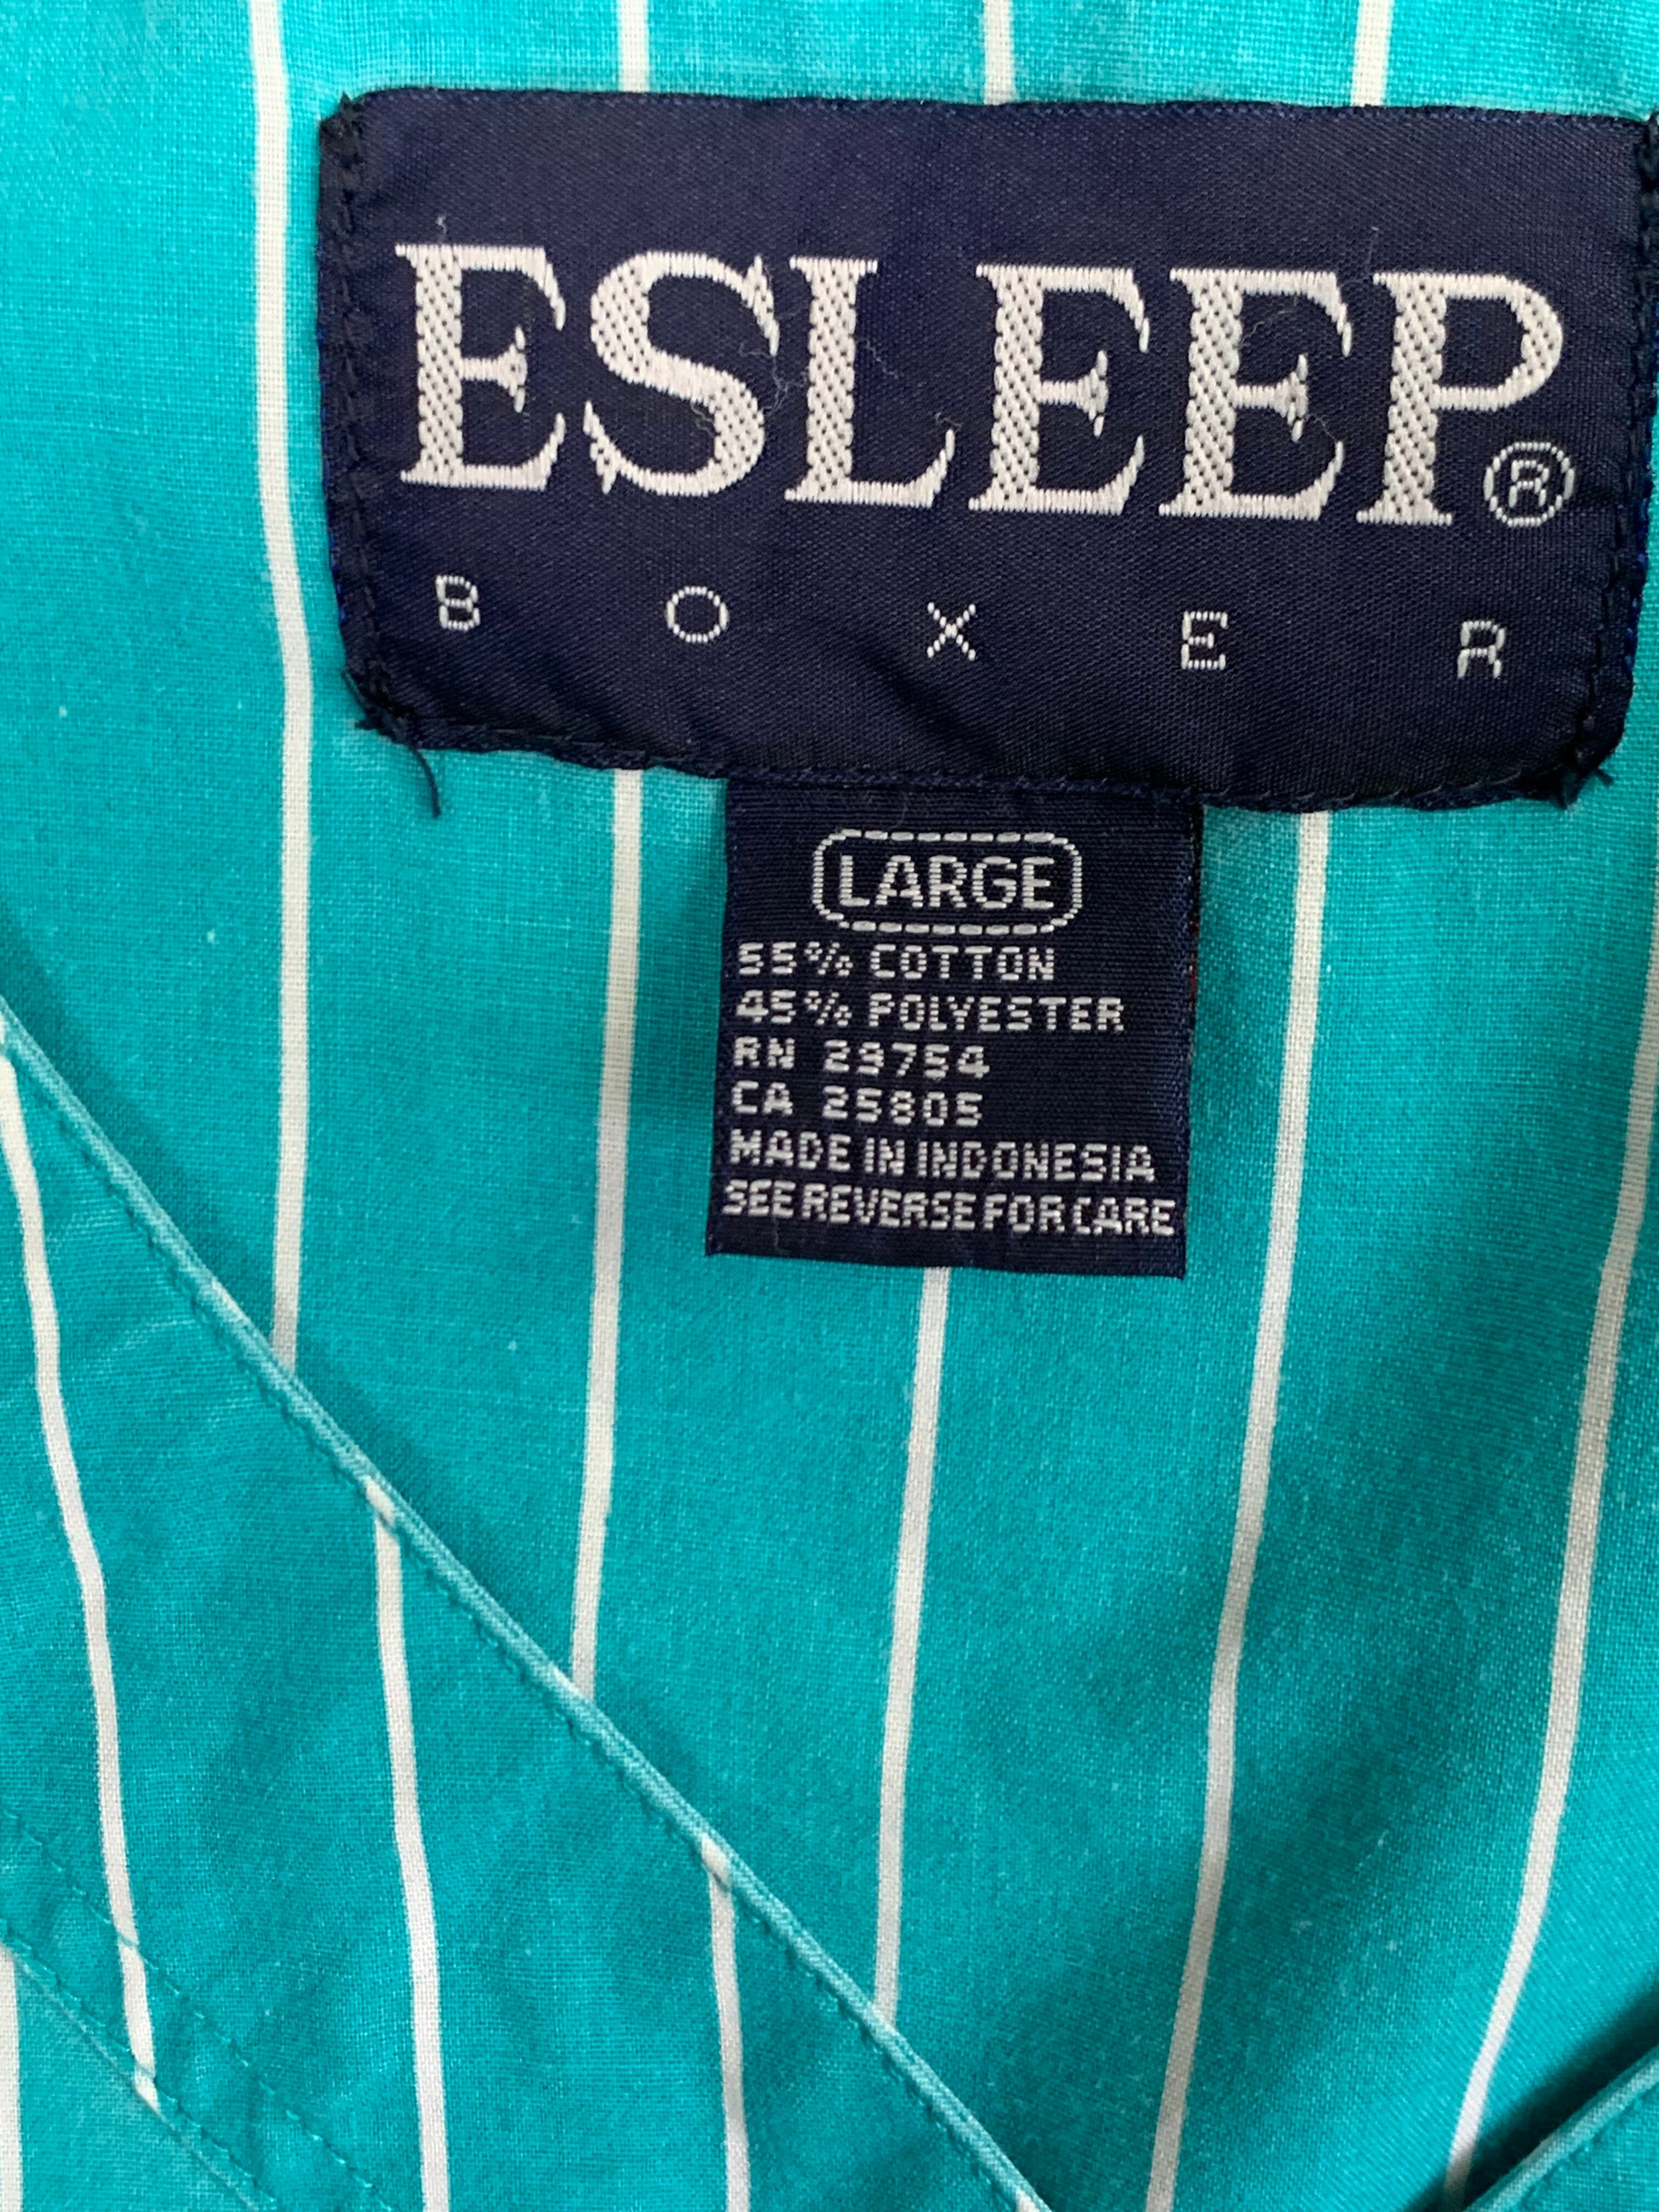 ESLEEP®
BOXER
LARGE
55% COTTON
45% POLYESTER
RN 29754
CA 25805
MADE IN INDONESIA
SEE REVERSE FOR CARE